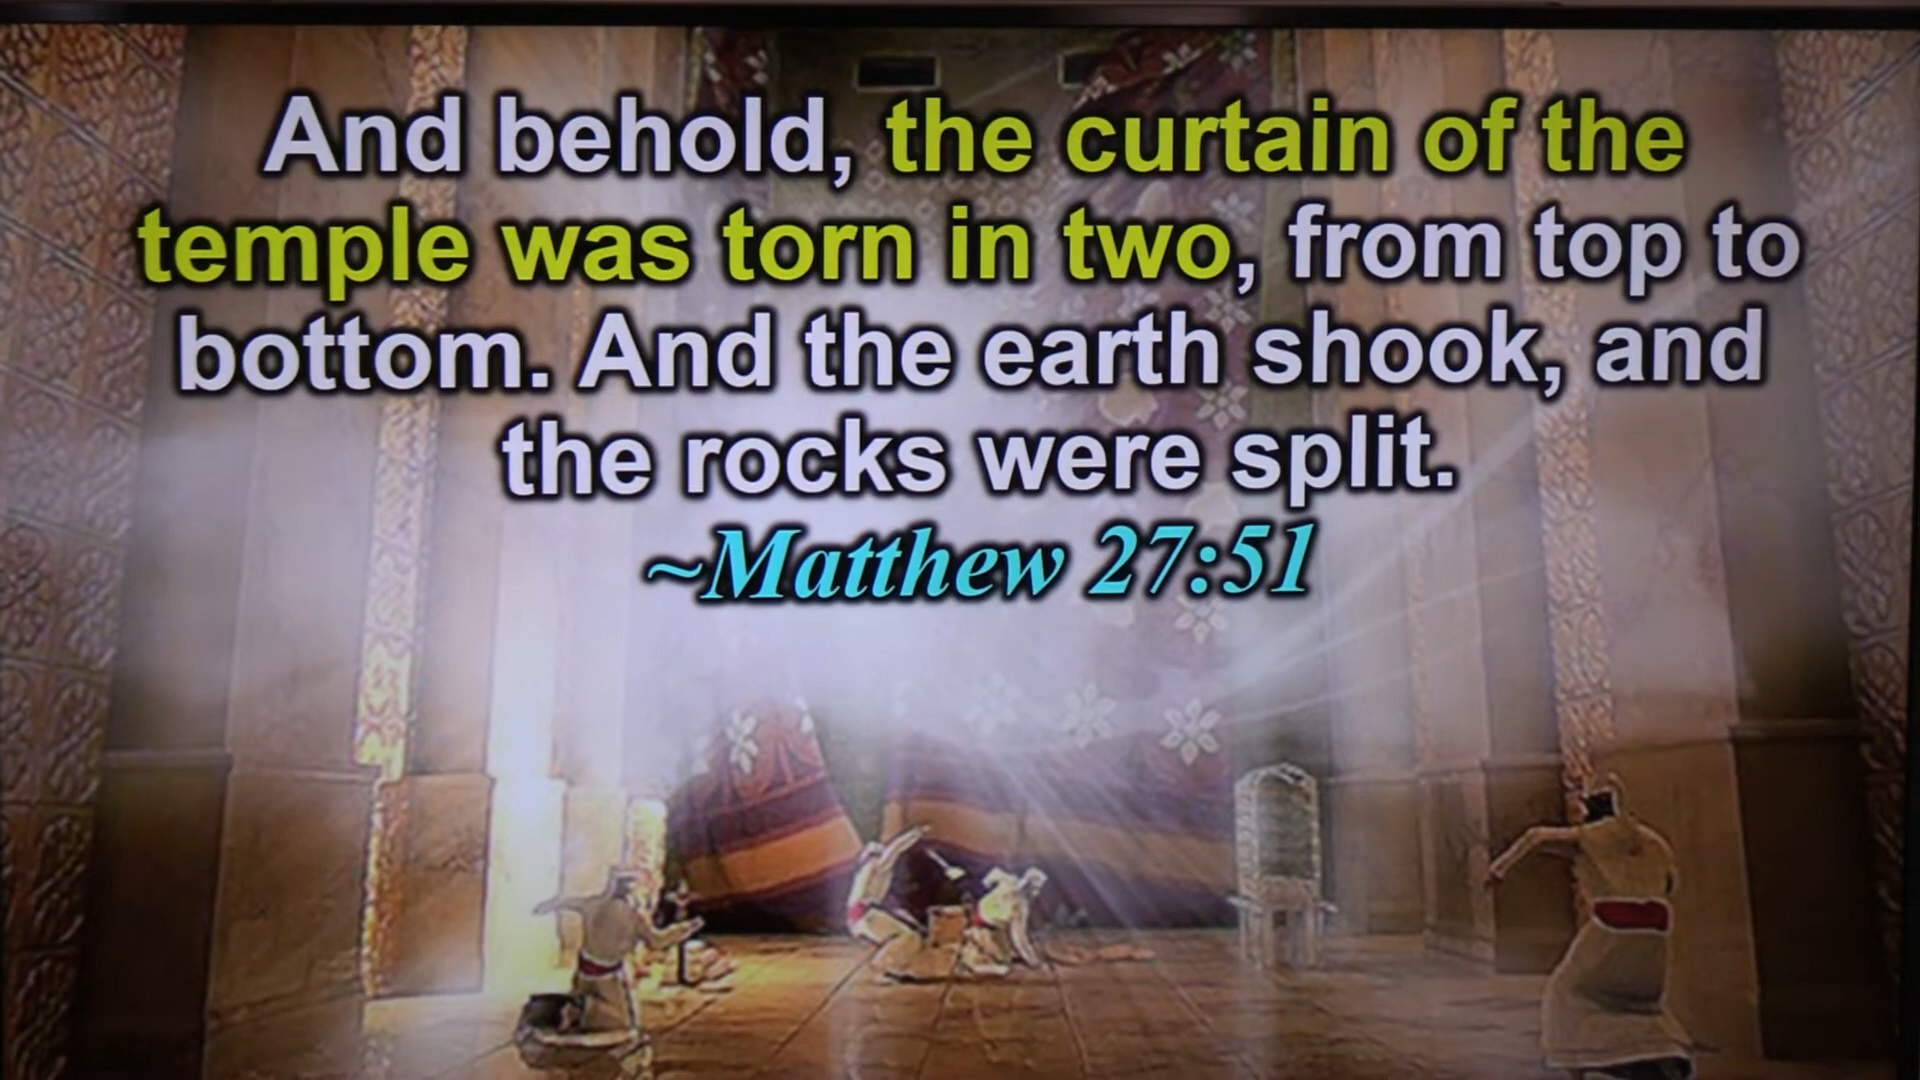 And behold, the curtain of the
temple was torn in two, from top to
bottom. And the earth shook, and
the rocks were split.
~Matthew 27:51